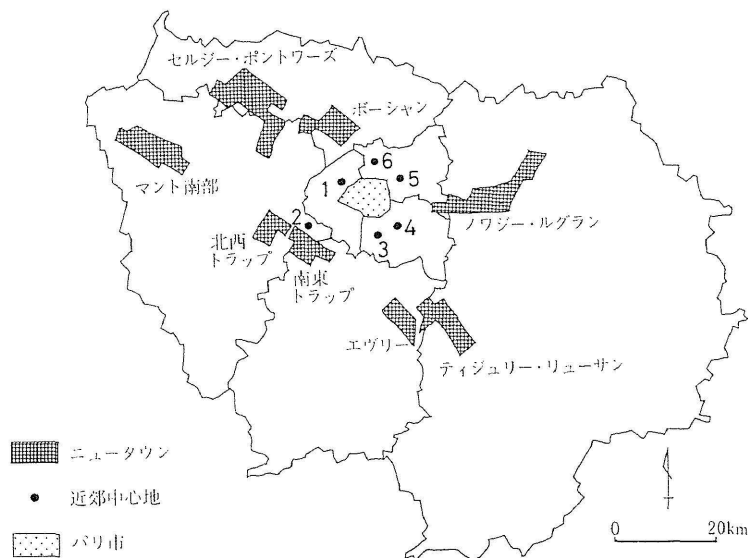 セルジー・ポントワーズ
ボーシャン
マント南部
6
1
5
ノワジー・ルグラン
2
4
3
北西
トラップ
南東
トラップ
エヴリー
ティジュリー・リューサン
ニュータウン
近郊中心地
パリ市
0 20km